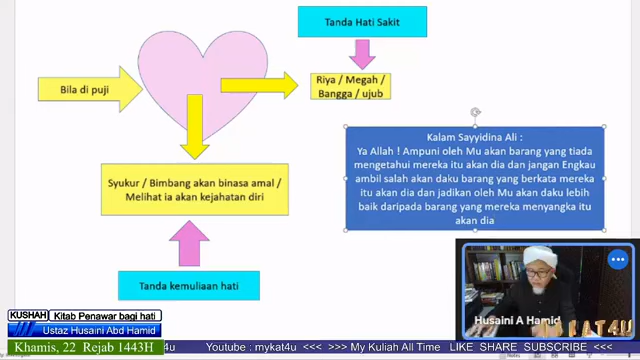 Tanda Hati Sakit
Bila di puji
Riya / Megah /
Bangga / ujub
Kalam Sayyidina Ali :
Ya Allah ! Ampuni oleh Mu akan barang yang tiada
mengetahui mereka itu akan dia dan jangan Engkau
ambil salah akan daku barang yang berkata mereka
itu akan dia dan jadikan oleh Mu akan daku lebih
baik daripada barang yang mereka menyangka itu
akan dia
Syukur / Bimbang akan binasa amal /
Melihat ia akan kejahatan diri
Tanda kemuliaan hati
Husaini A Hamid
MYKAT4U
KUSHAH Kitab Penawar bagi hati
Ustaz Husaini Abd Hamid
Khamis, 22 Rejab 1443H
4u Youtube : mykat4u >>> My Kuliah All Time LIKE SHARE SUBSCRIBE <<<